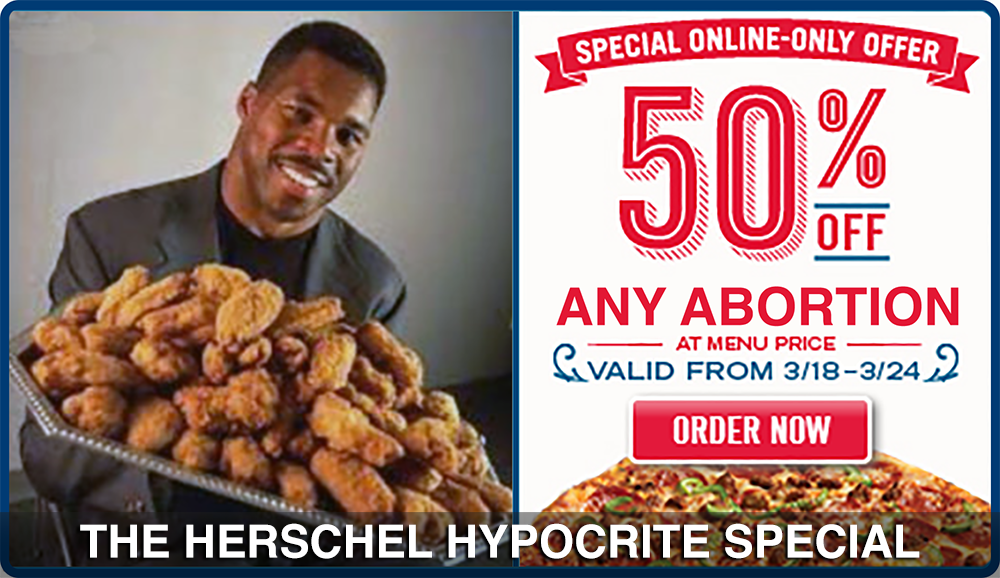 SPECIAL ONLINE-ONLY OFFER
50%
OFF
ANY ABORTION
AT MENU PRICE
VALID FROM 3/18-3/24
ORDER NOW
THE HERSCHEL HYPOCRITE SPECIAL